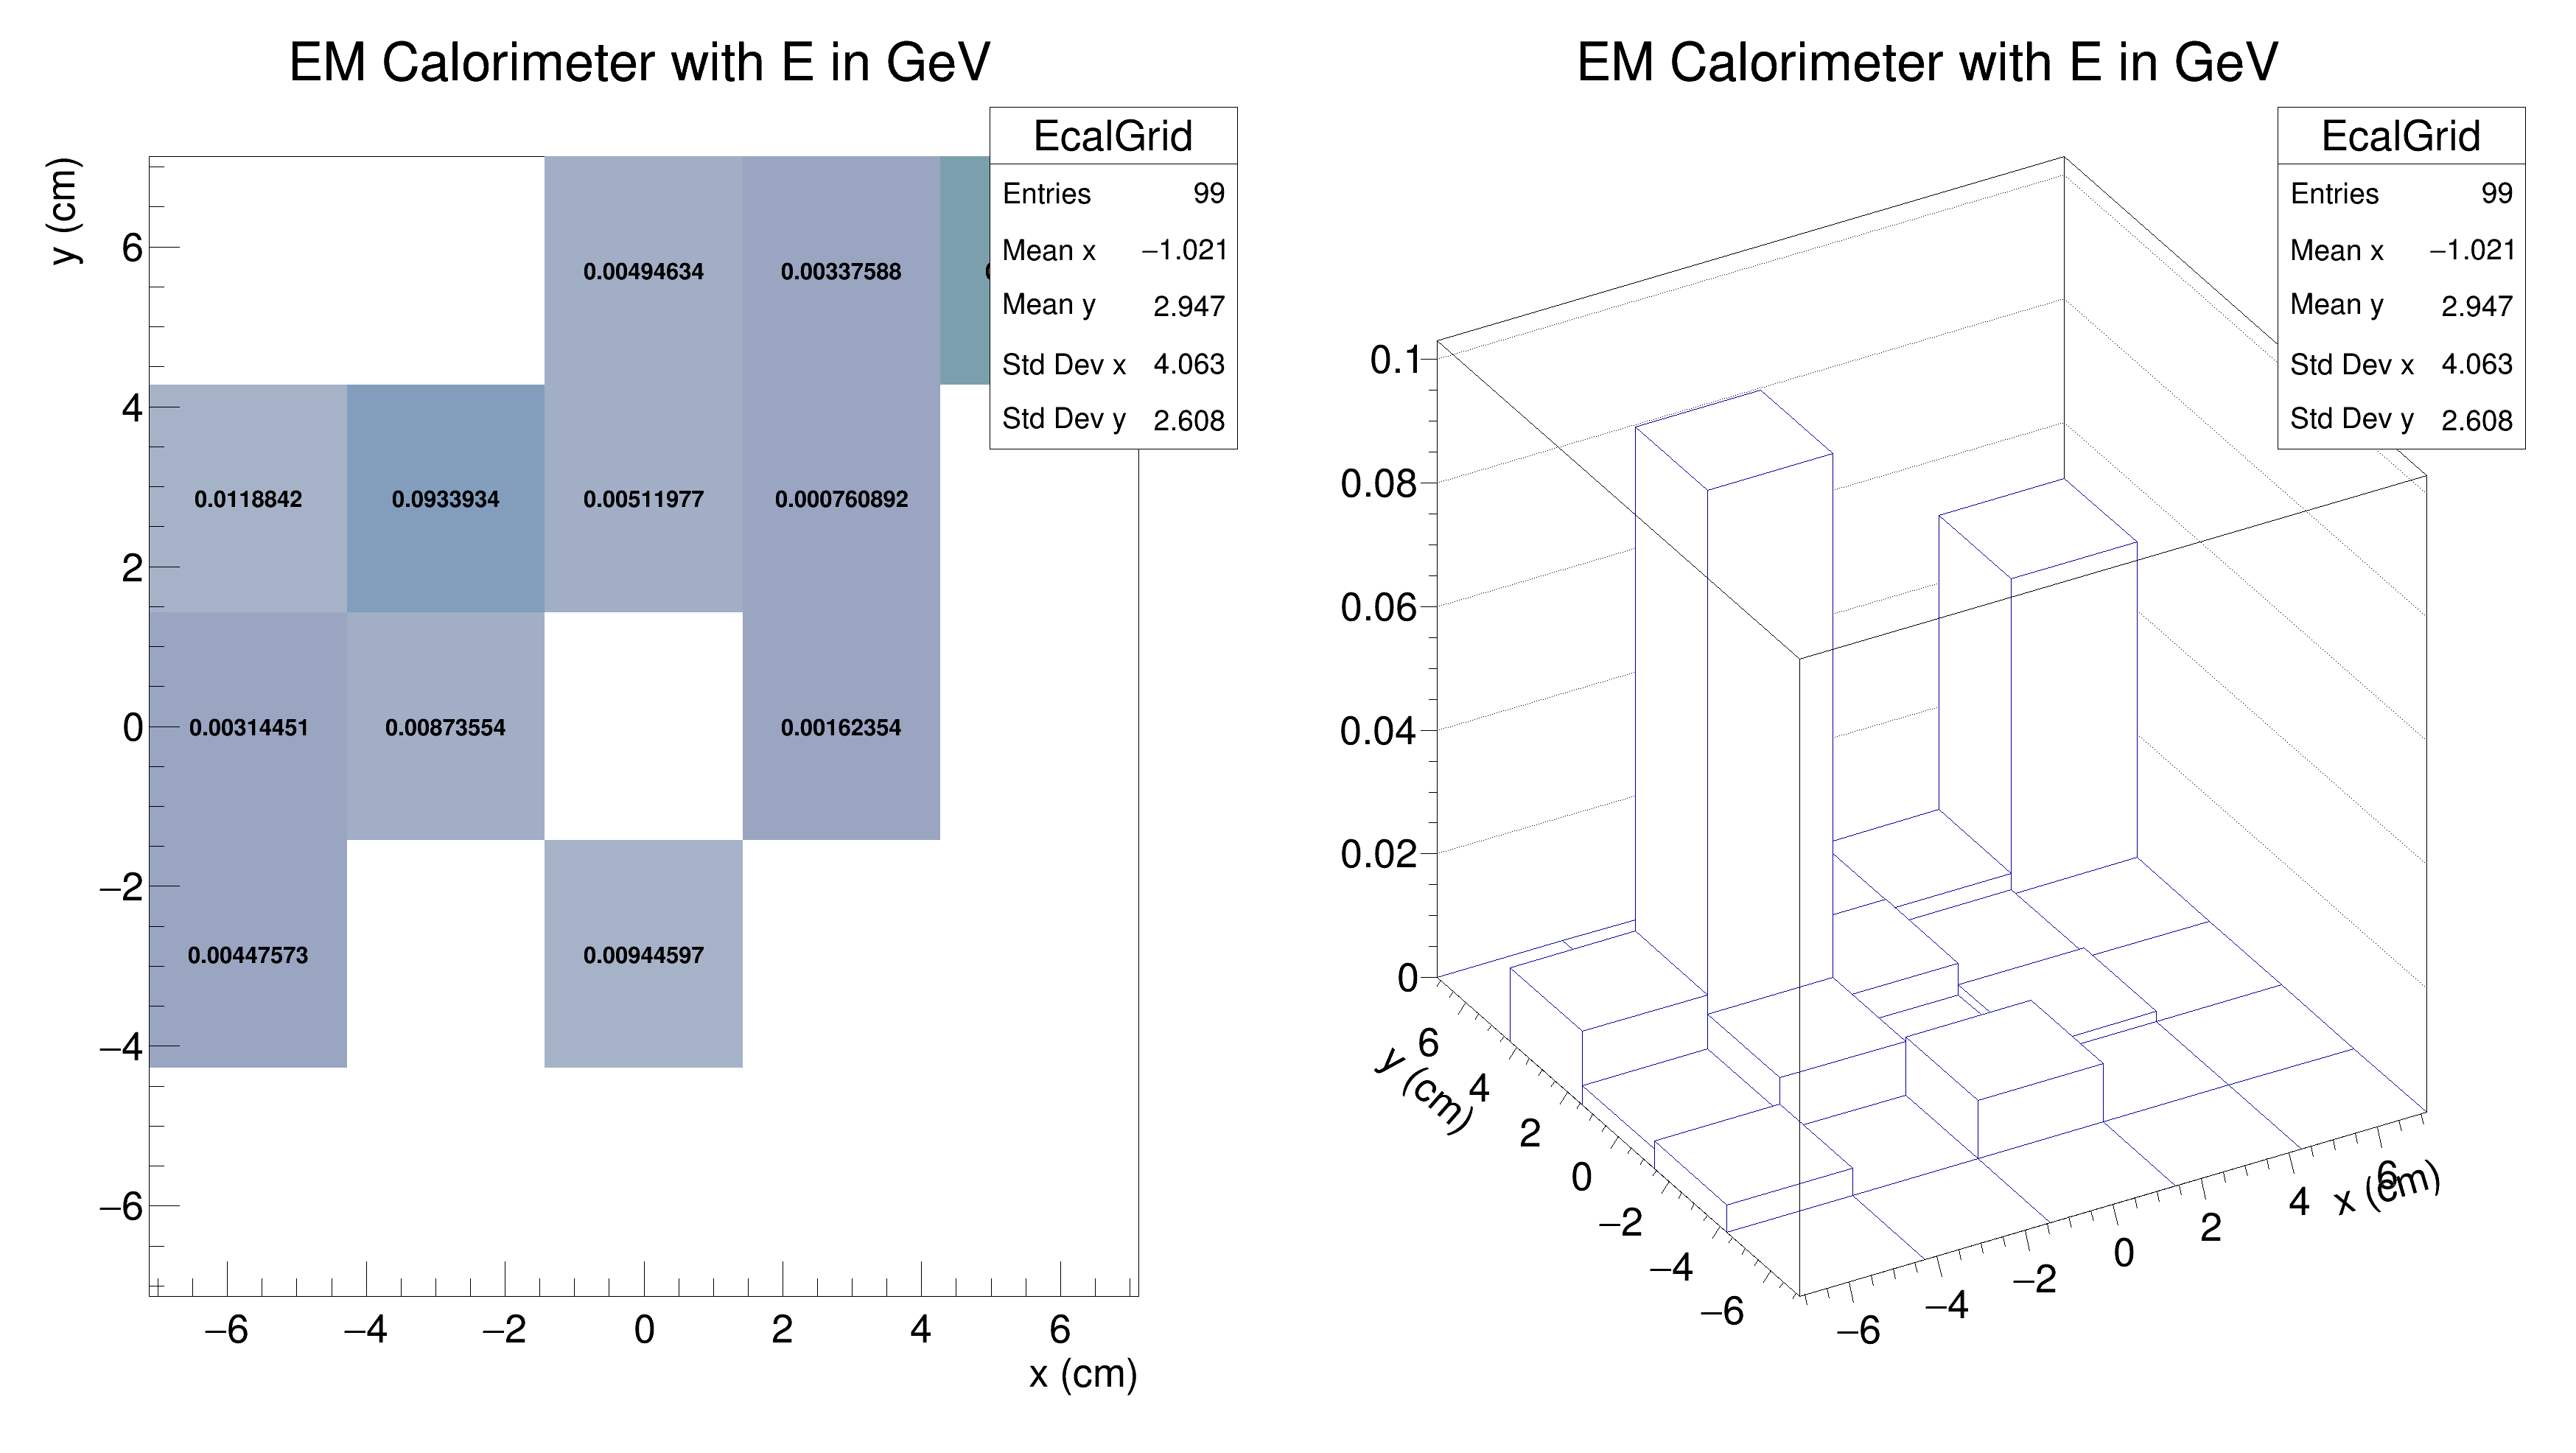 EM Calorimeter with E in GeV
EcalGrid
Entries 99
Mean x −1.021
Mean y 2.947
Std Dev x 4.063
Std Dev y 2.608
y (cm)
6
4
2
0
−2
−4
−6
0.00494634 0.00337588
0.0118842 0.0933934 0.00511977 0.000760892
0.00314451 0.00873554 0.00162354
0.00447573 0.00944597
−6 −4 −2 0 2 4 6
x (cm)
EM Calorimeter with E in GeV
EcalGrid
Entries 99
Mean x −1.021
Mean y 2.947
Std Dev x 4.063
Std Dev y 2.608
0.1
0.08
0.06
0.04
0.02
0
y (cm)
6
4
2
0
−2
−4
−6
−6 −4 −2 0 2 4 6
x (cm)